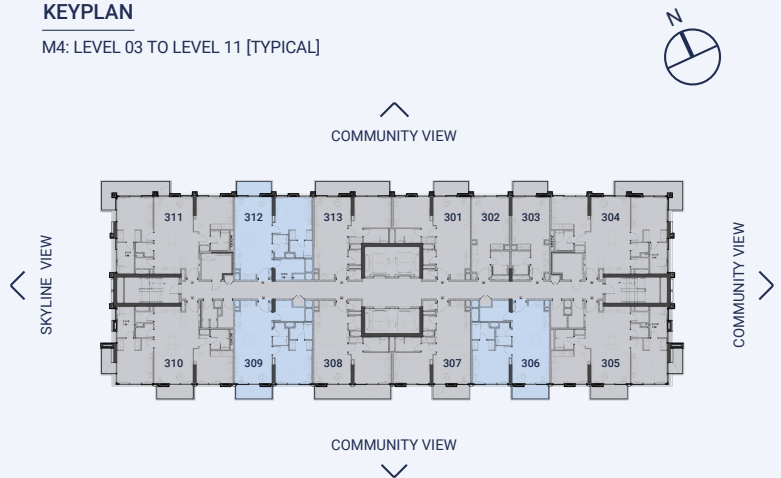 KEYPLAN
N
M4: LEVEL 03 TO LEVEL 11 [TYPICAL]
COMMUNITY VIEW
311 312 313 301 302 303 304
SKYLINE VIEW
COMMUNITY VIEW
310 309 308 307 306 305
COMMUNITY VIEW